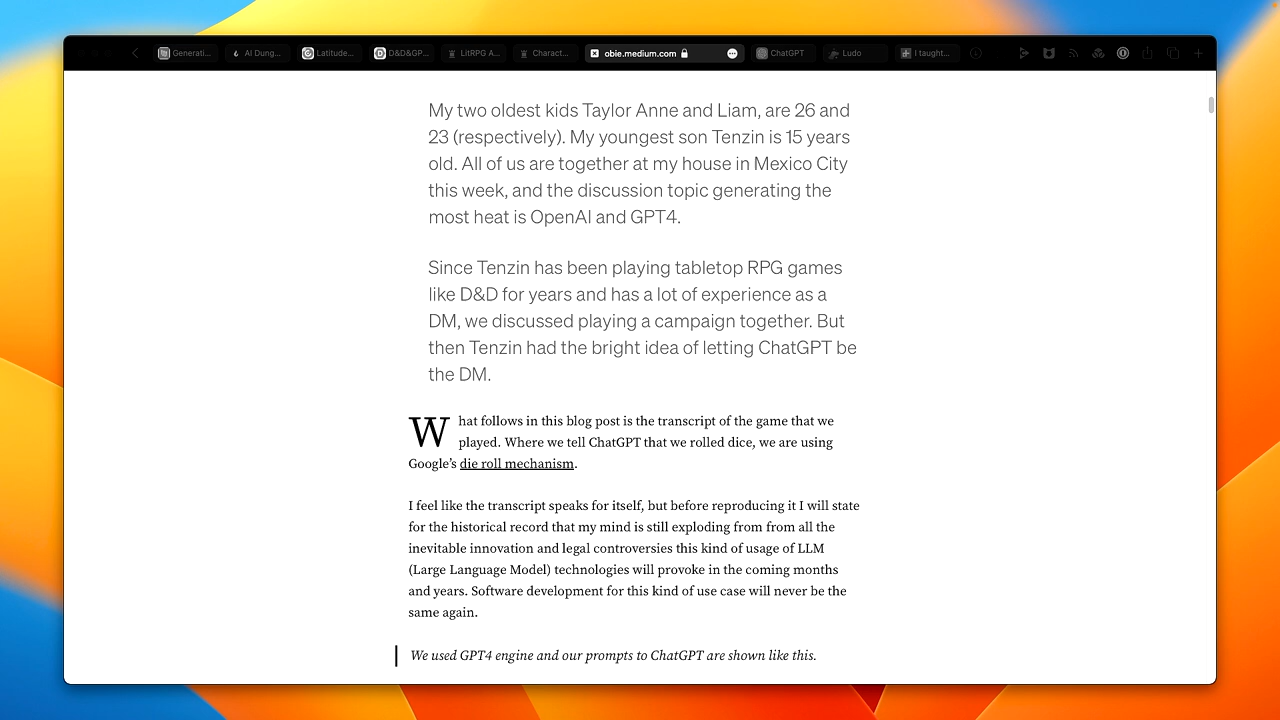 Generati...
AI Dung...
Latitude...
D&D&GP...
LitRPG A...
Charact...
obie.medium.com
ChatGPT
Ludo
I taught...
My two oldest kids Taylor Anne and Liam, are 26 and
23 (respectively). My youngest son Tenzin is 15 years
old. All of us are together at my house in Mexico City
this week, and the discussion topic generating the
most heat is OpenAI and GPT4.
Since Tenzin has been playing tabletop RPG games
like D&D for years and has a lot of experience as a
DM, we discussed playing a campaign together. But
then Tenzin had the bright idea of letting ChatGPT be
the DM.
What follows in this blog post is the transcript of the game that we
played. Where we tell ChatGPT that we rolled dice, we are using
Google’s die roll mechanism.
I feel like the transcript speaks for itself, but before reproducing it I will state
for the historical record that my mind is still exploding from from all the
inevitable innovation and legal controversies this kind of usage of LLM
(Large Language Model) technologies will provoke in the coming months
and years. Software development for this kind of use case will never be the
same again.
We used GPT4 engine and our prompts to ChatGPT are shown like this.